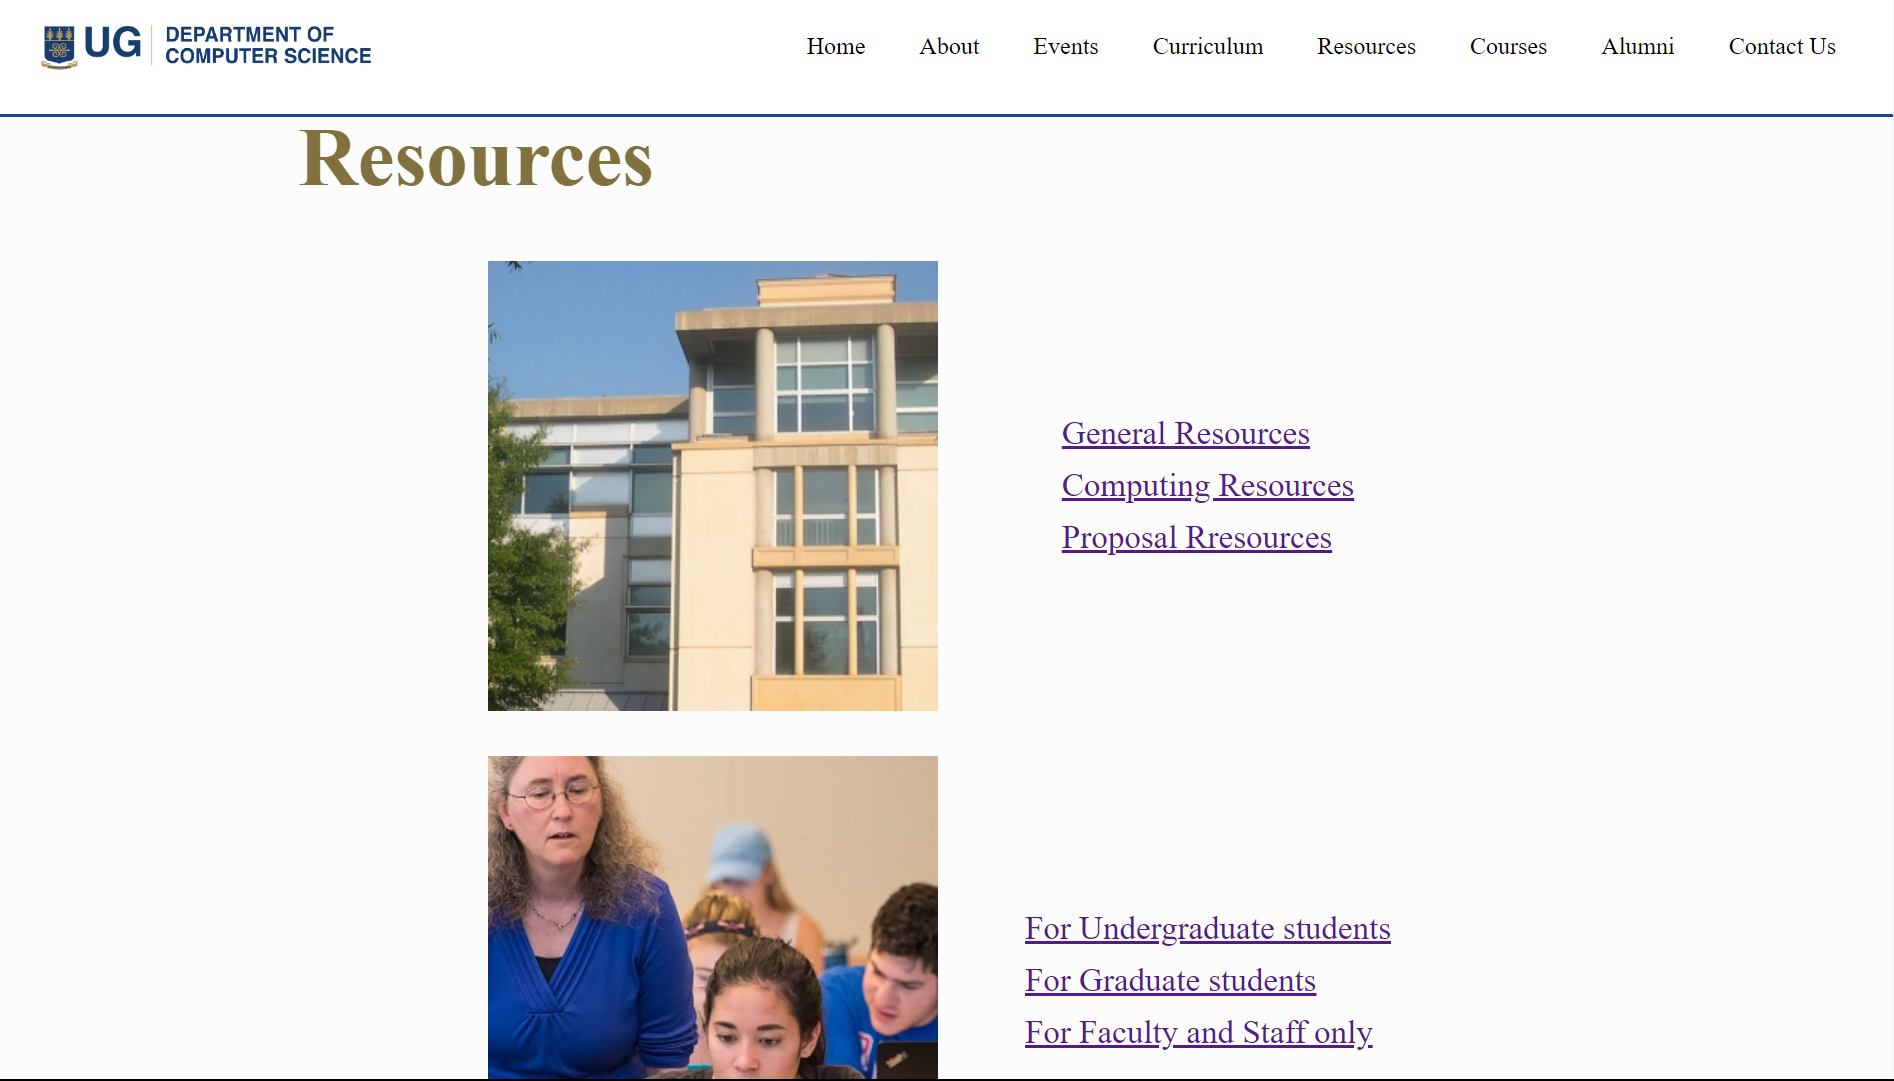 UG
DEPARTMENT OF
COMPUTER SCIENCE
Home About Events Curriculum Resources Courses Alumni Contact Us
Resources
General Resources
Computing Resources
Proposal Rresources
For Undergraduate students
For Graduate students
For Faculty and Staff only